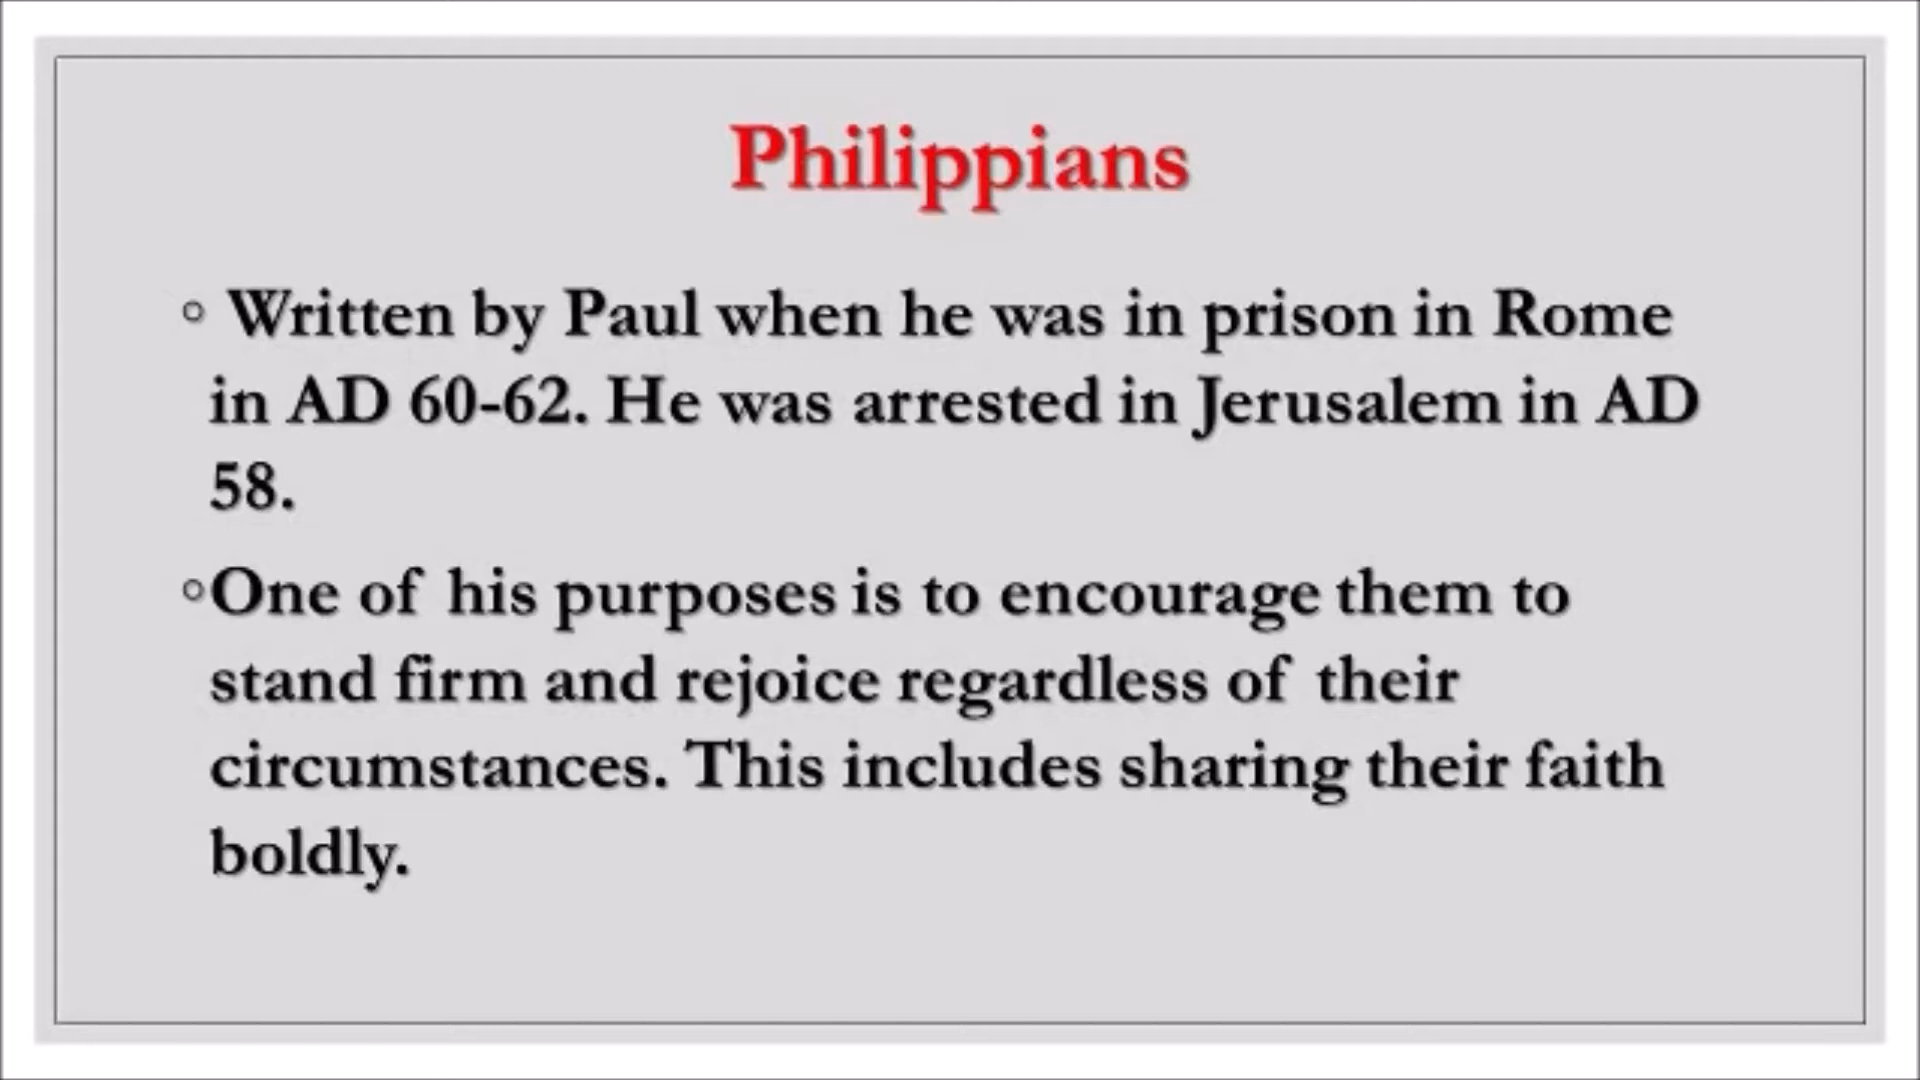 Philippians
◦ Written by Paul when he was in prison in Rome
in AD 60-62. He was arrested in Jerusalem in AD
58.
◦One of his purposes is to encourage them to
stand firm and rejoice regardless of their
circumstances. This includes sharing their faith
boldly.